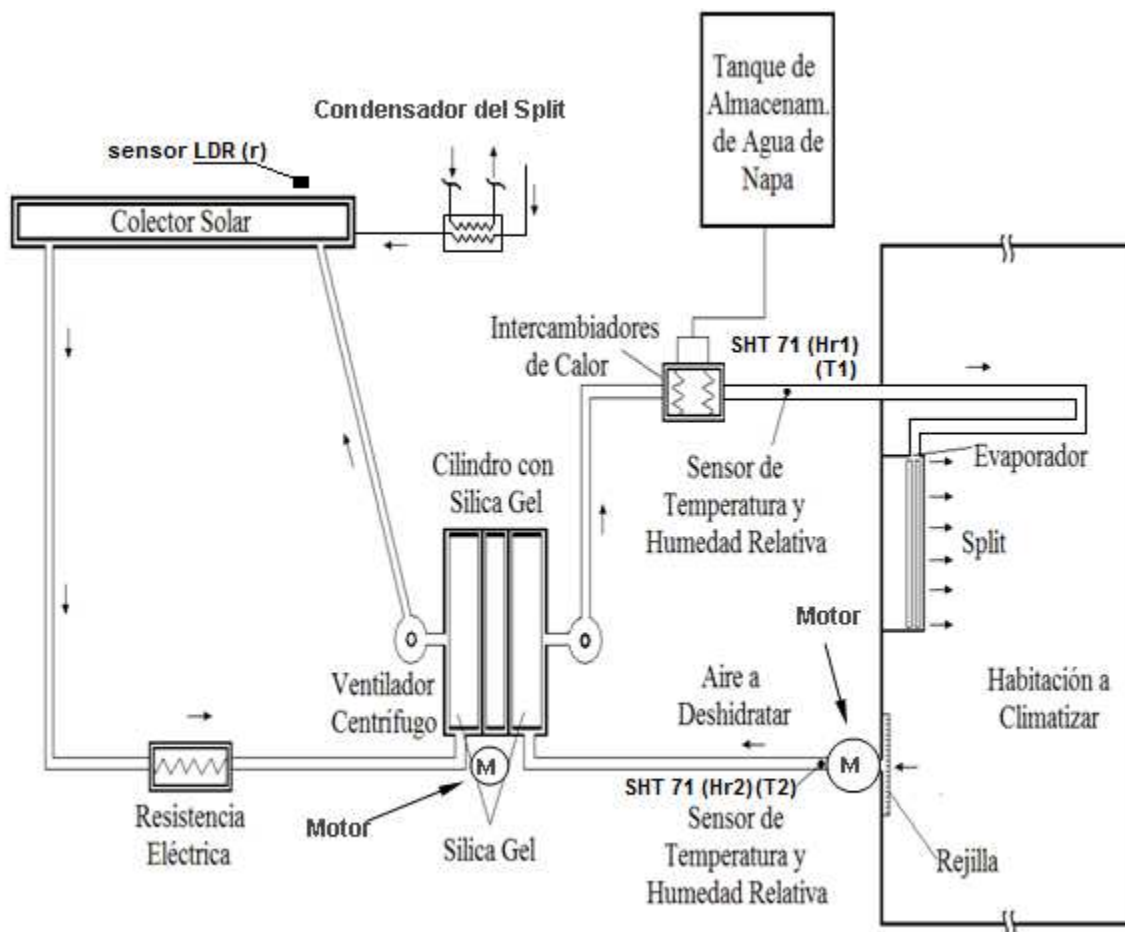 Tanque de
Almacenam.
de Agua de
Napa
Condensador del Split
sensor LDR (r)
Colector Solar
Intercambiadores
de Calor
SHT 71 (Hr1)
(T1)
Evaporador
Cilindro con
Silica Gel
Sensor de
Temperatura y
Humedad Relativa
Split
Motor
O
O
Ventilador
Centrífugo
Aire a
Deshidratar
Habitación a
Climatizar
M
M
SHT 71 (Hr2)(T2)
Resistencia
Eléctrica
Motor
Silica Gel
Sensor de
Temperatura y
Humedad Relativa
Rejilla